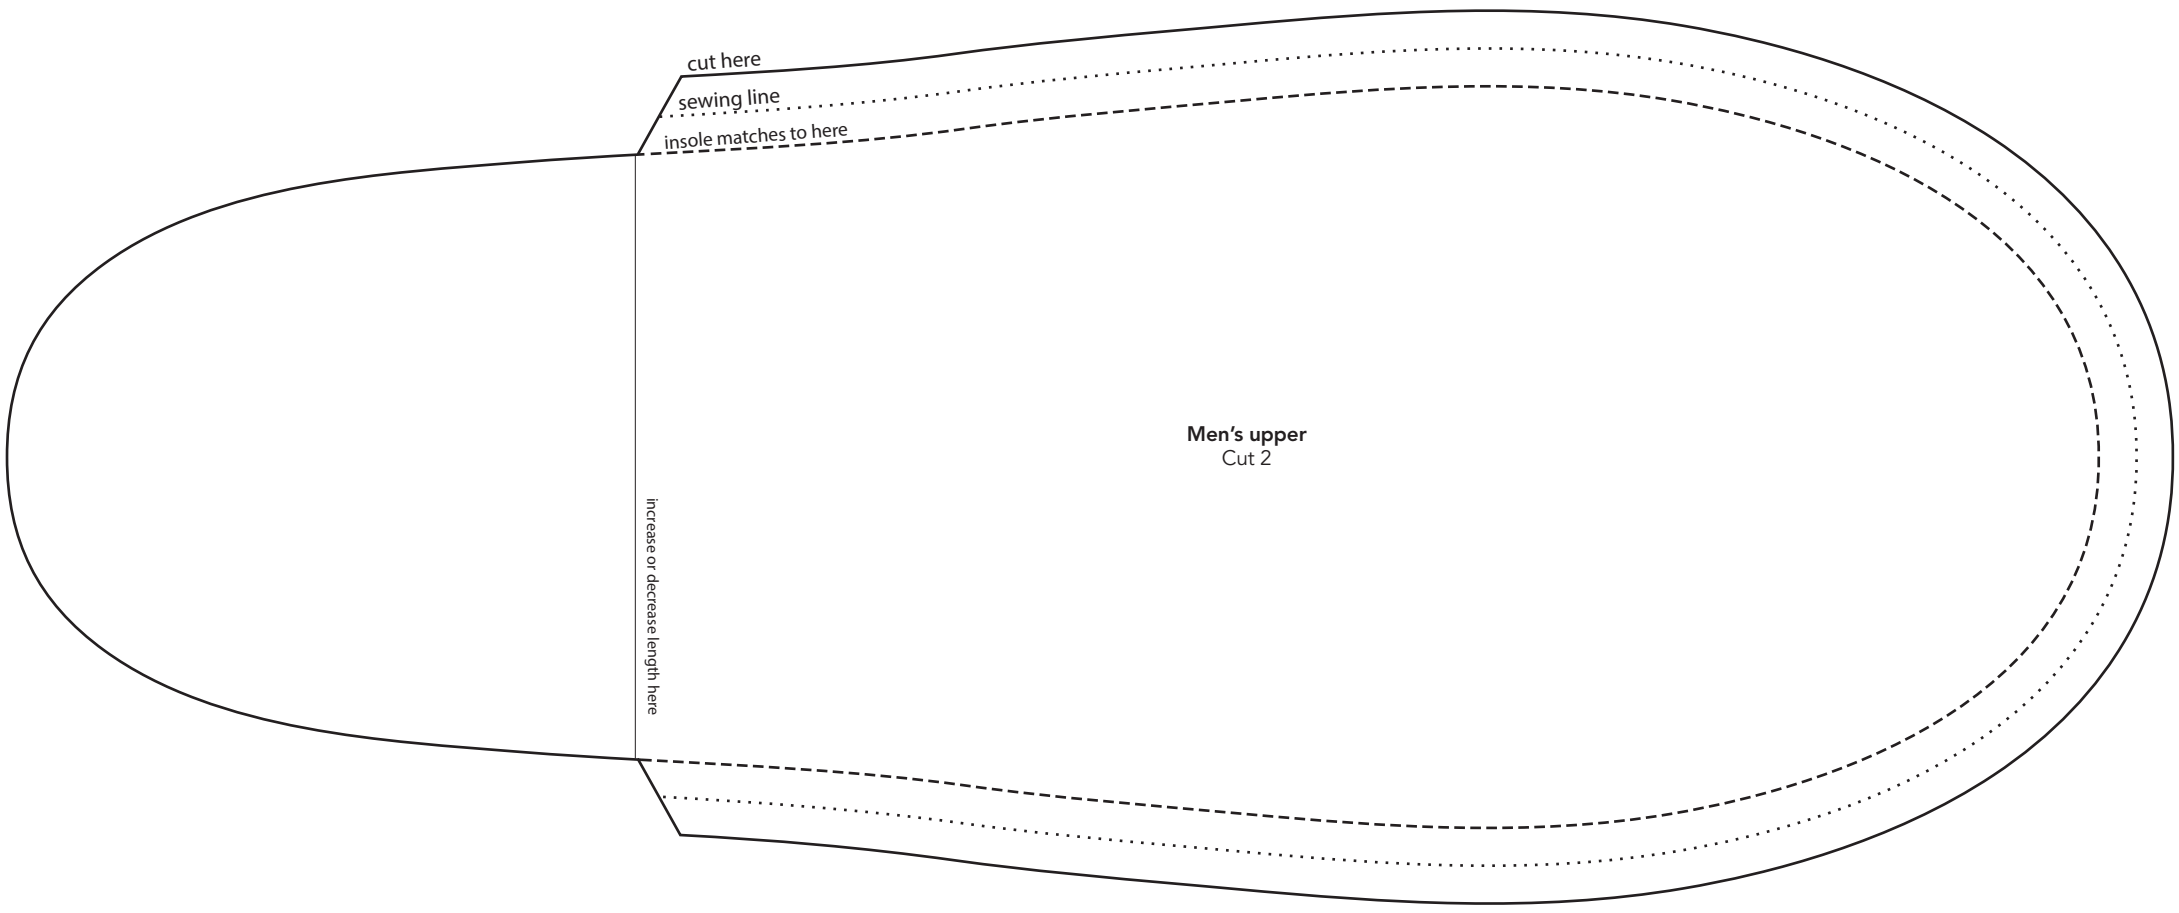 cut here
sewing line
insole matches to here
Men’s upper
Cut 2
increase or decrease length here